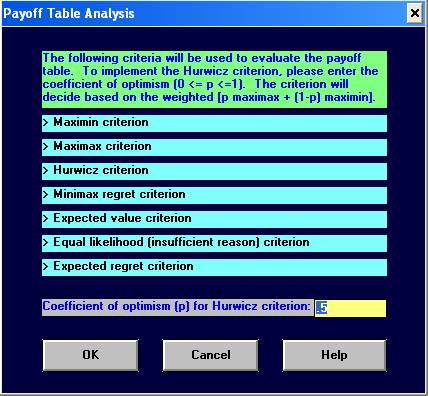 Payoff Table Analysis
The following criteria will be used to evaluate the payoff
table.  To implement the Hurwicz criterion, please enter the
coefficient of optimism (0 <= p <=1).  The criterion will
decide based on the weighted [p maximax + (1-p) maximin].
> Maximin criterion
> Maximax criterion
> Hurwicz criterion
> Minimax regret criterion
> Expected value criterion
> Equal likelihood (insufficient reason) criterion
> Expected regret criterion
Coefficient of optimism (p) for Hurwicz criterion: .5
OK Cancel Help